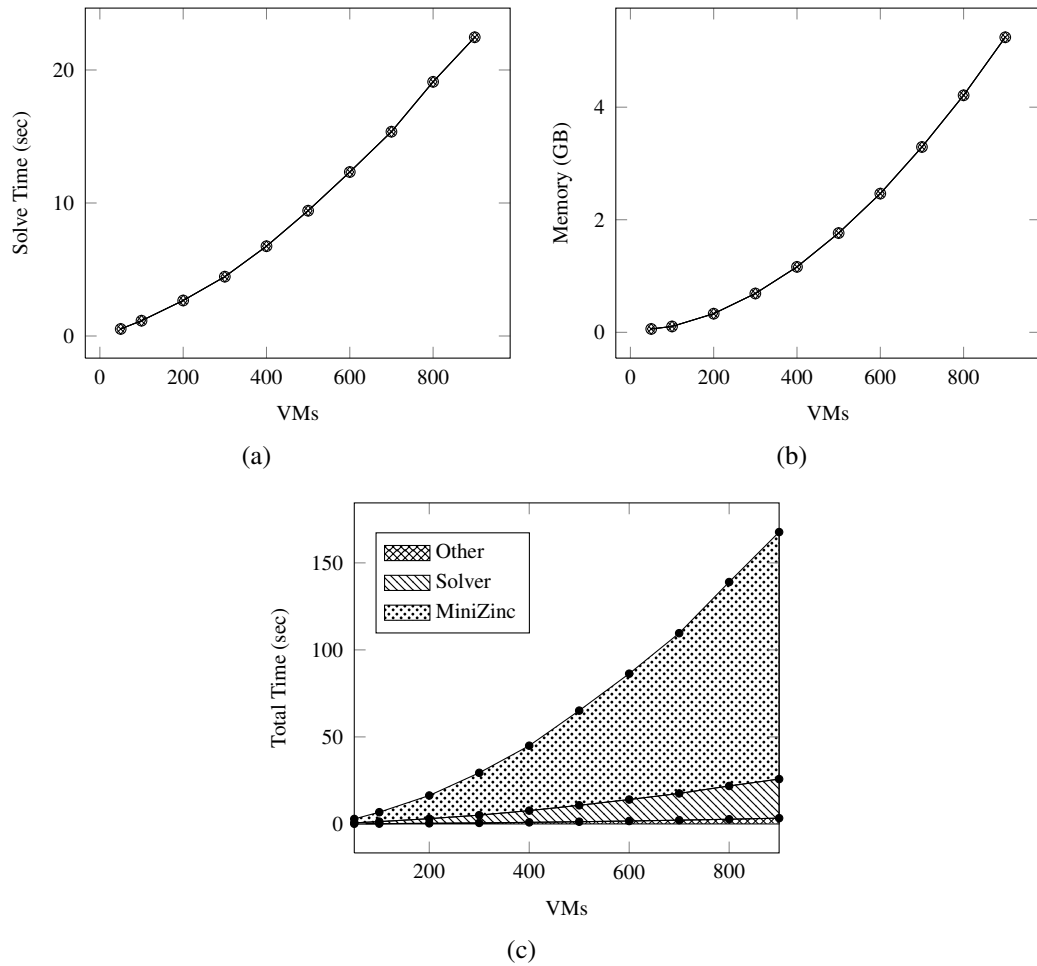 20
10
0
Solve Time (sec)
0 200 400 600 800
VMs
(a)
4
2
0
Memory (GB)
0 200 400 600 800
VMs
(b)
150
100
50
0
Total Time (sec)
Other
Solver
MiniZinc
200 400 600 800
VMs
(c)